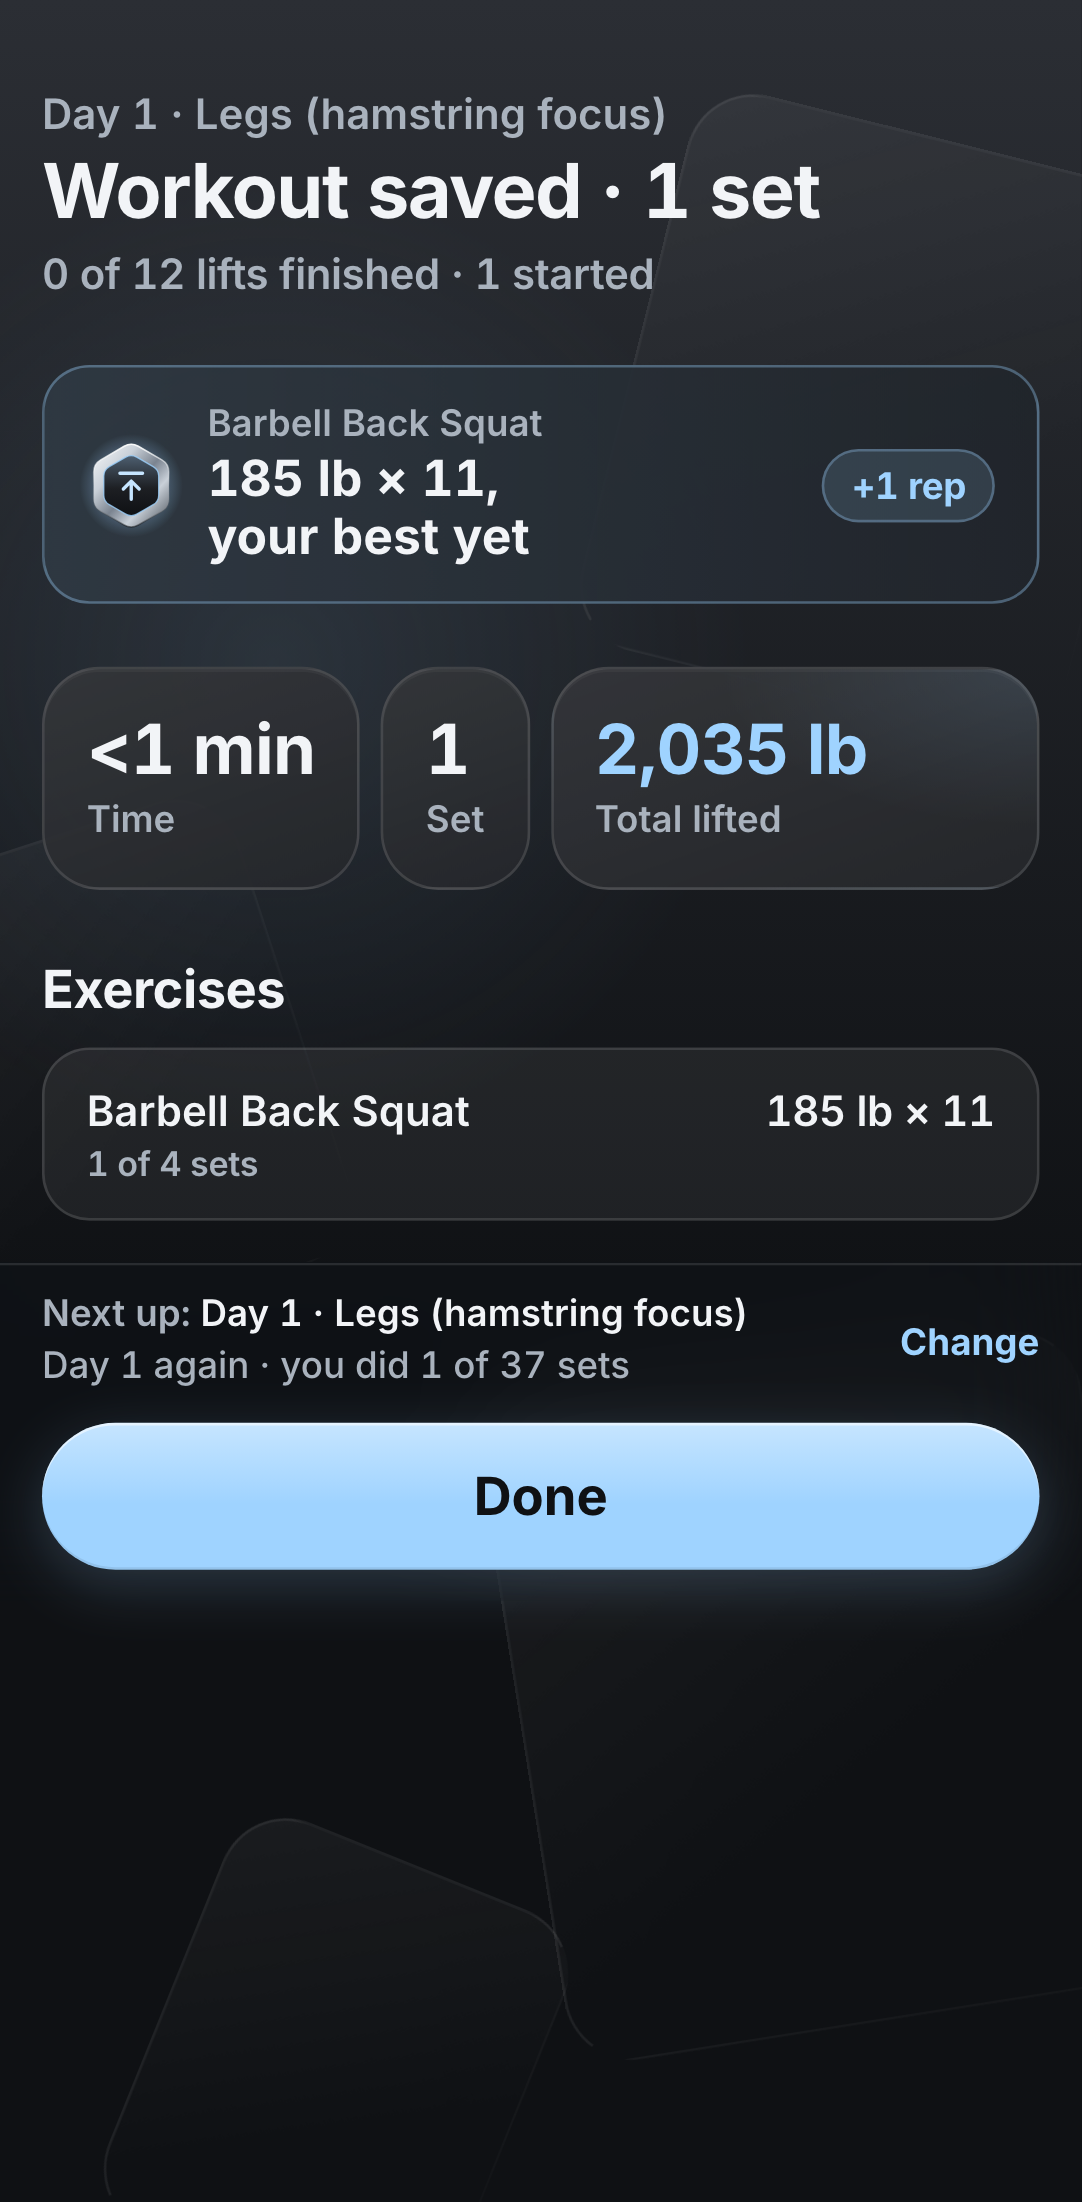 Day 1 · Legs (hamstring focus)
Workout saved · 1 set
0 of 12 lifts finished · 1 started
Barbell Back Squat
185 lb × 11,
your best yet
+1 rep
<1 min
Time
1
Set
2,035 lb
Total lifted
Exercises
Barbell Back Squat
185 lb × 11
1 of 4 sets
Next up: Day 1 · Legs (hamstring focus)
Day 1 again · you did 1 of 37 sets
Change
Done